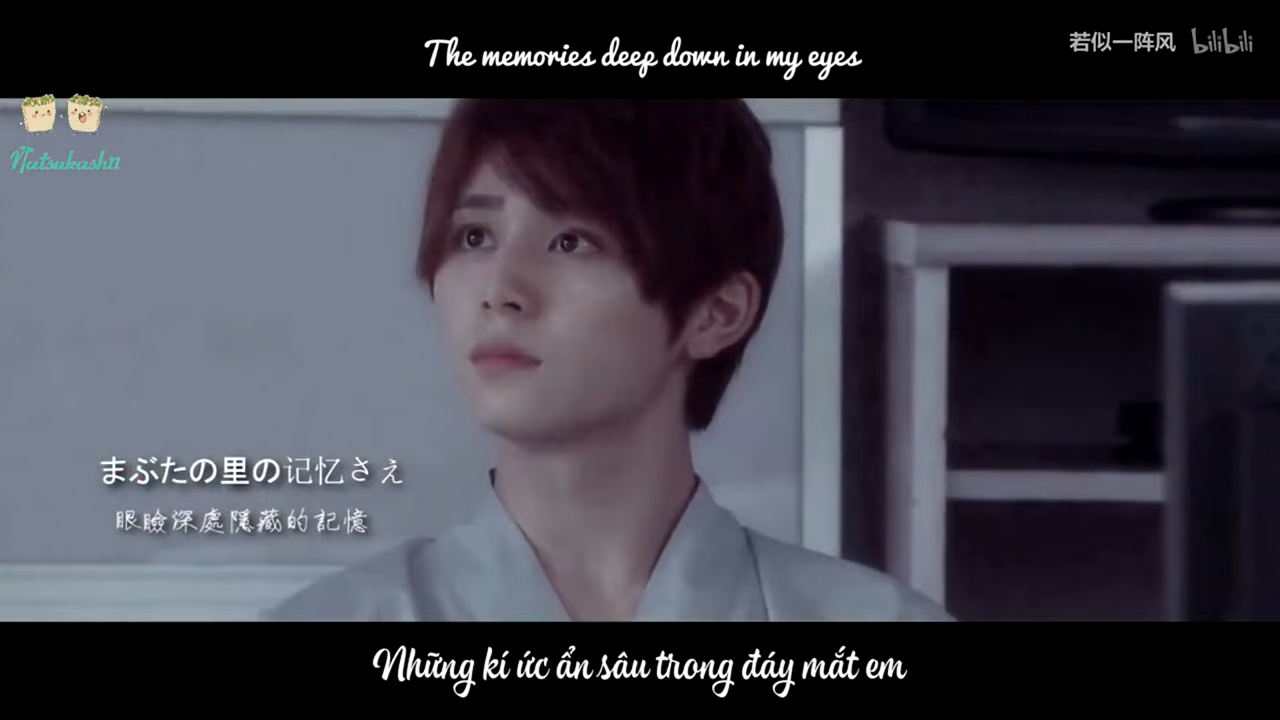 The memories deep down in my eyes
若似一阵风 bilibili
Natsukashii
まぶたの里の记忆さぇ
眼瞼深處隱藏的記憶
Những kí ức ẩn sâu trong đáy mắt em